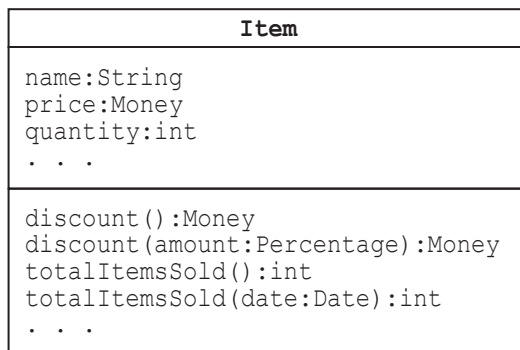 Item
name:String
price:Money
quantity:int
. . .
discount():Money
discount(amount:Percentage):Money
totalItemsSold():int
totalItemsSold(date:Date):int
. . .